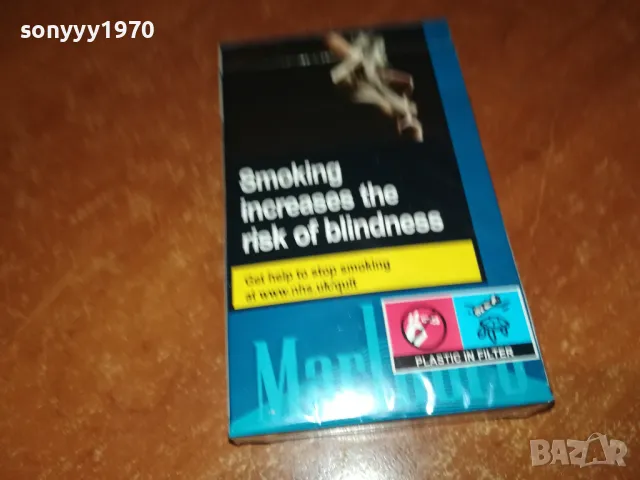 sonyyy1970
Smoking
increases the
risk of blindness
Get help to stop smoking
at www.nhs.uk/quit
PLASTIC IN FILTER
Marlboro
BAZAR